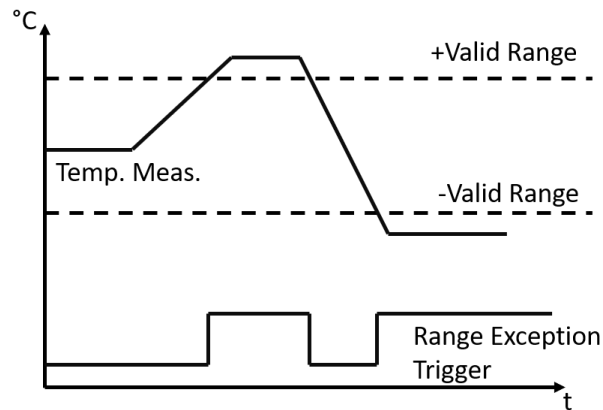 °C
+Valid Range
Temp. Meas.
-Valid Range
Range Exception
Trigger
t